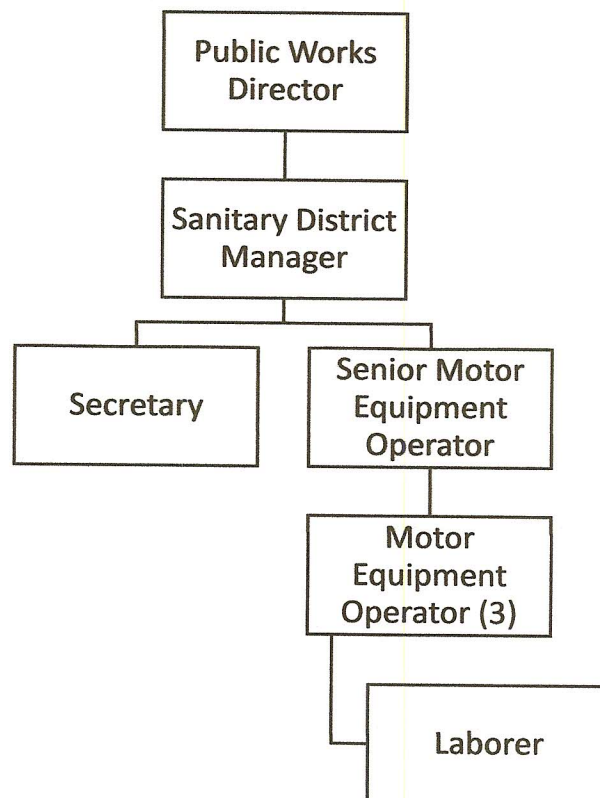 Public Works
Director
Sanitary District
Manager
Secretary
Senior Motor
Equipment
Operator
Motor
Equipment
Operator (3)
Laborer